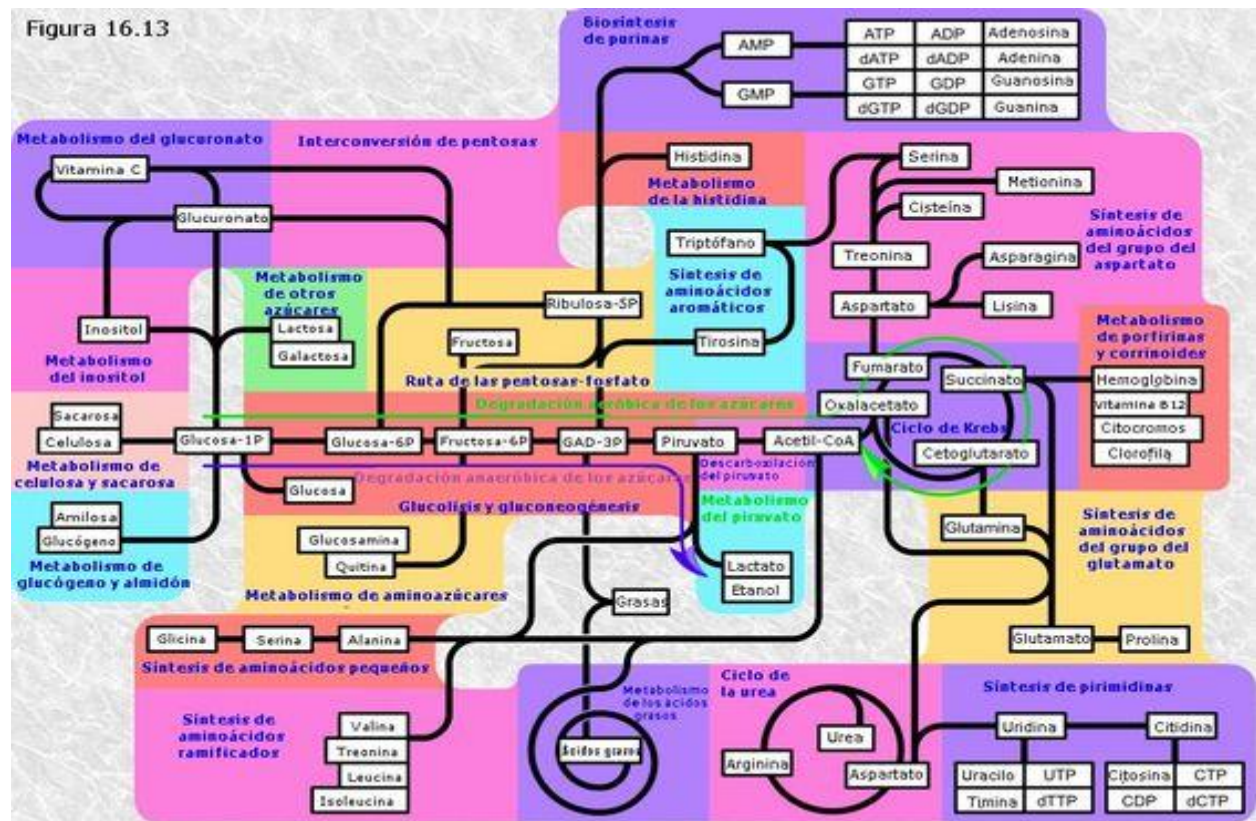 Figura 16.13
Biosíntesis
de purinas
AMP
GMP
ATP
ADP
Adenosina
dATP
dADP
Adenina
GTP
GDP
Guanosina
dGTP
dGDP
Guanina
Metabolismo del glucuronato
Interconversión de pentosas
Vitamina C
Glucuronato
Histidina
Metabolismo
de la histidina
Serina
Metionina
Cisteína
Síntesis de
aminoácidos
del grupo del
aspartato
Triptófano
Treonina
Asparagina
Síntesis de
aminoácidos
aromáticos
Aspartato
Lisina
Tirosina
Metabolismo
de otros
azúcares
Lactosa
Galactosa
Ribulosa-5P
Fructosa
Inositol
Metabolismo
del inositol
Ruta de las pentosas-fosfato
Metabolismo
de porfirinas
y corrinoides
Hemoglobina
Vitamina B12
Citocromos
Clorofila
Fumarato
Succinato
Oxalacetato
Ciclo de Krebs
Cetoglutarato
Degradación aeróbica de los azúcares
Sacarosa
Celulosa
Glucosa-1P
Glucosa-6P
Fructosa-6P
GAD-3P
Piruvato
Acetil-CoA
Metabolismo de
celulosa y sacarosa
Descarboxilación
del piruvato
Degradación anaeróbica de los azúcares
Glucosa
Glucolisis y gluconeogénesis
Metabolismo
del piruvato
Amilosa
Glucógeno
Metabolismo de
glucógeno y almidón
Glucosamina
Quitina
Metabolismo de aminoazúcares
Lactato
Etanol
Glutamina
Síntesis de
aminoácidos
del grupo del
glutamato
Grasas
Glicina
Serina
Alanina
Síntesis de aminoácidos pequeños
Glutamato
Prolina
Síntesis de
aminoácidos
ramificados
Valina
Treonina
Leucina
Isoleucina
Metabolismo
de los ácidos
grasos
Ácidos grasos
Ciclo de
la urea
Urea
Arginina
Aspartato
Síntesis de pirimidinas
Uridina
Citidina
Uracilo
UTP
Timina
dTTP
Citosina
CTP
CDP
dCTP